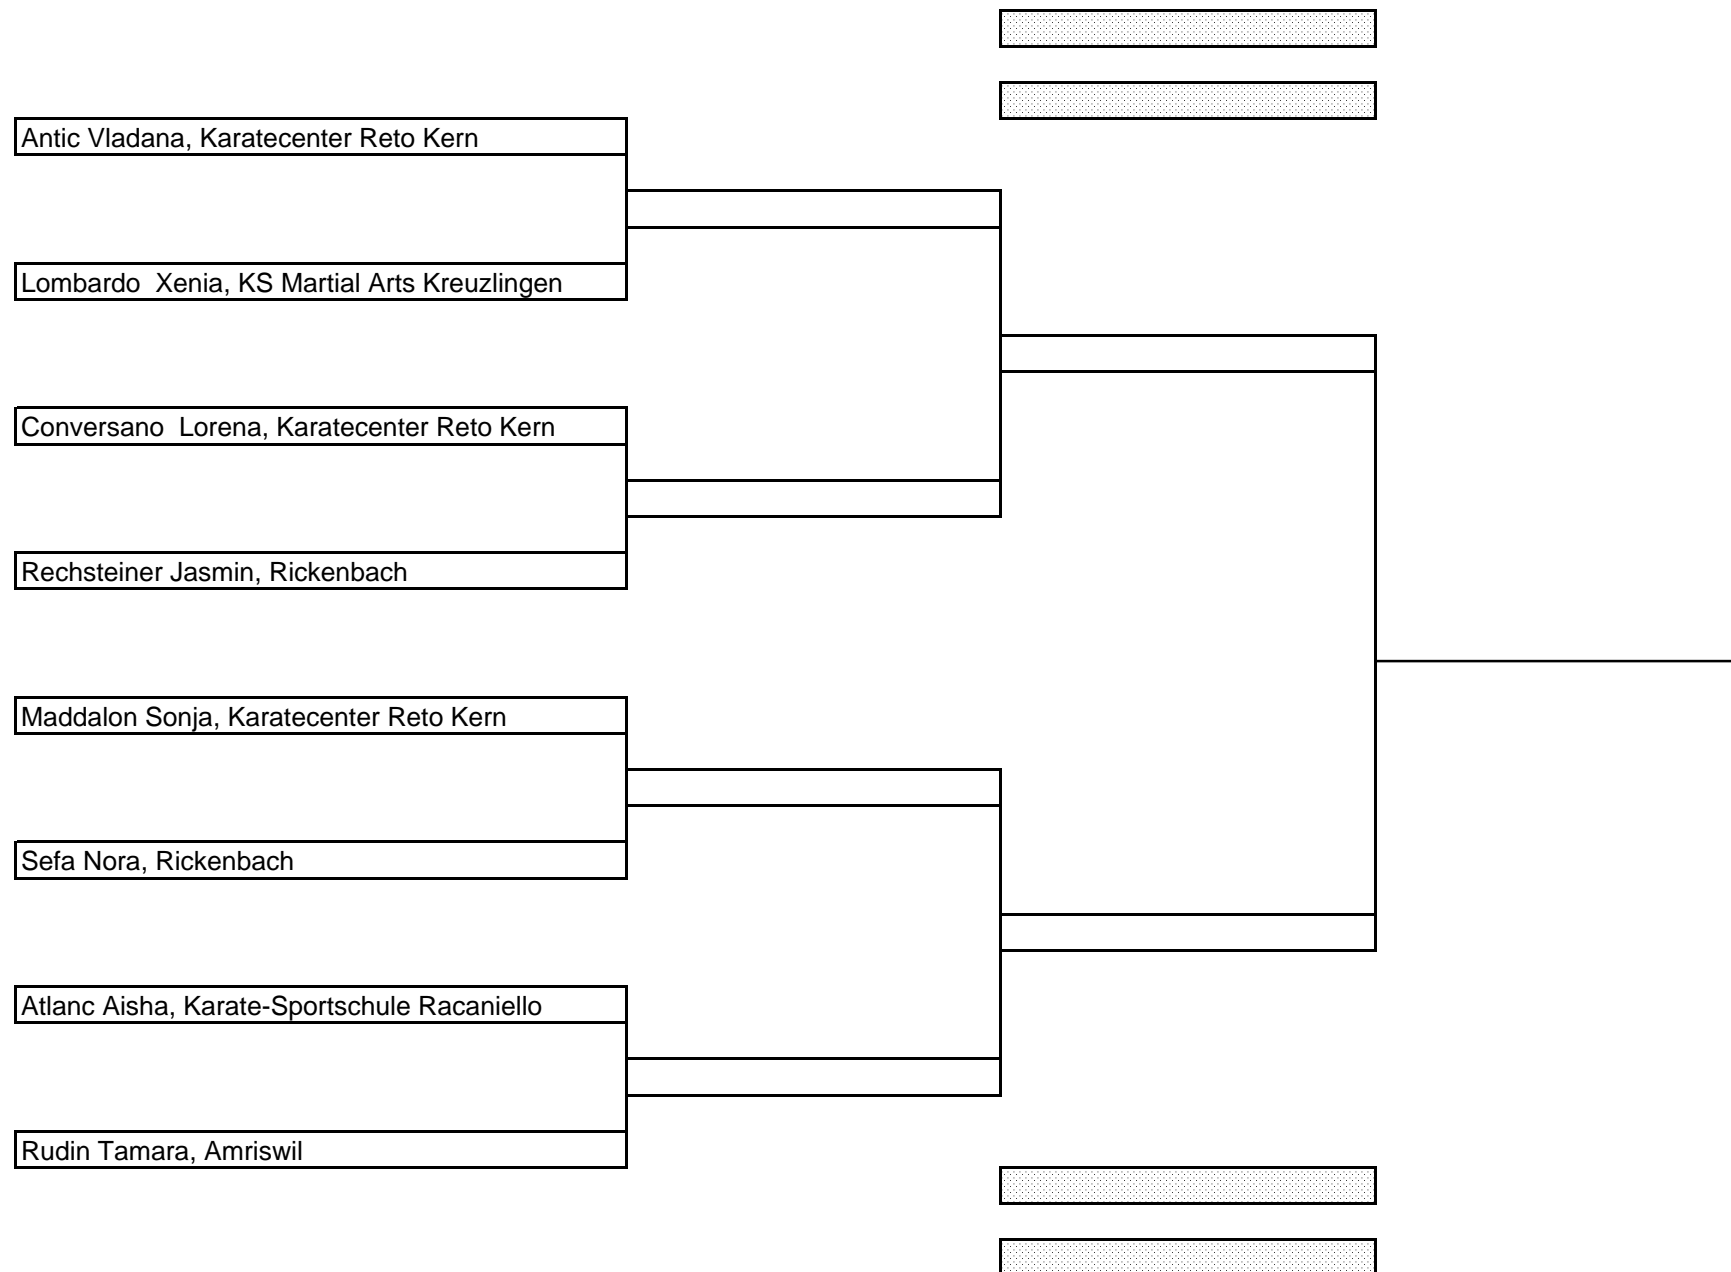 Antic Vladana, Karatecenter Reto Kern
Lombardo  Xenia, KS Martial Arts Kreuzlingen
Conversano  Lorena, Karatecenter Reto Kern
Rechsteiner Jasmin, Rickenbach
Maddalon Sonja, Karatecenter Reto Kern
Sefa Nora, Rickenbach
Atlanc Aisha, Karate-Sportschule Racaniello
Rudin Tamara, Amriswil